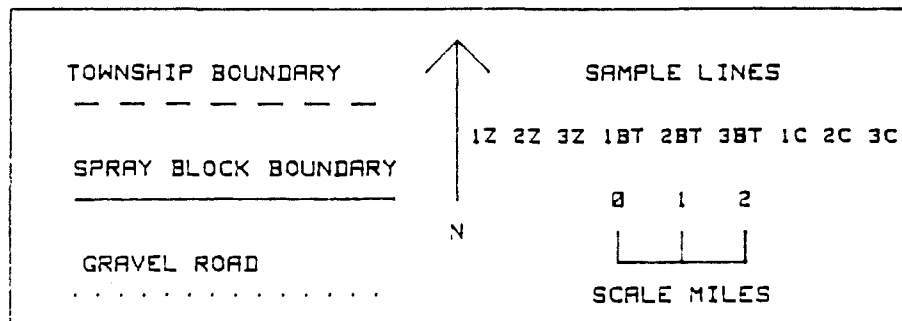 TOWNSHIP BOUNDARY
SAMPLE LINES
1Z 2Z 3Z 1BT 2BT 3BT 1C 2C 3C
SPRAY BLOCK BOUNDARY
0 1 2
N
GRAVEL ROAD
SCALE MILES